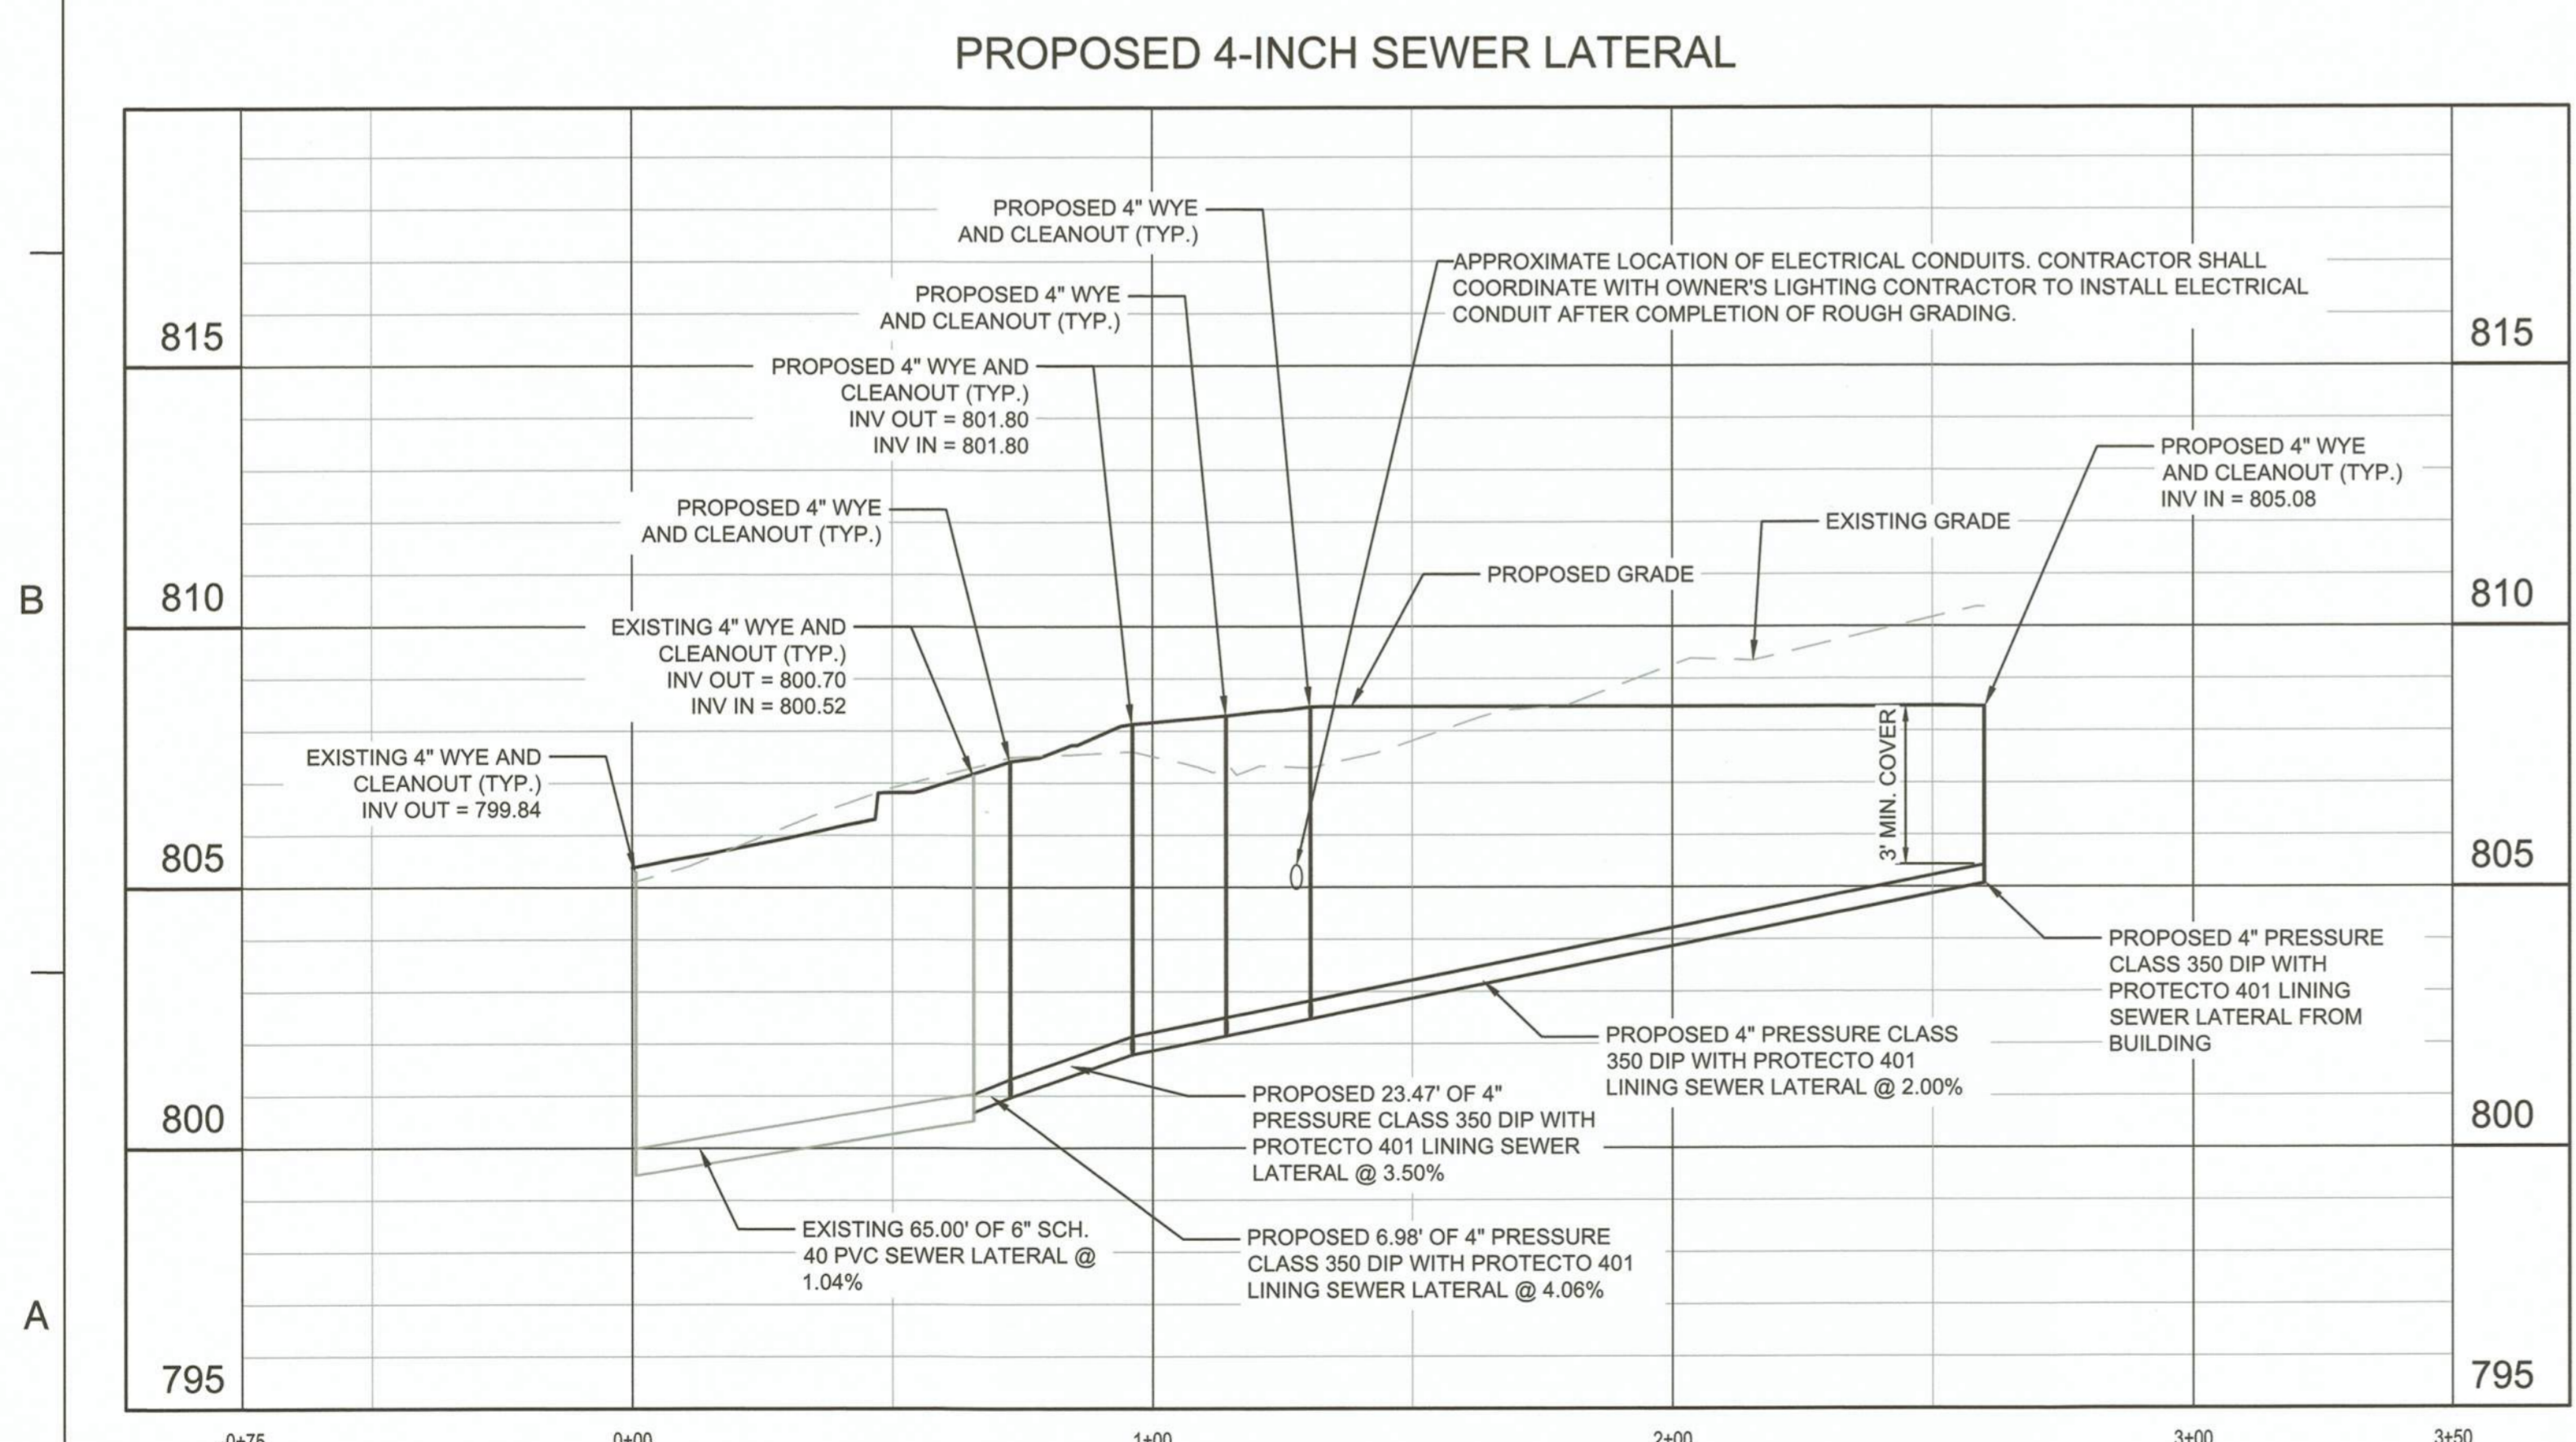 PROPOSED 4-INCH SEWER LATERAL
PROPOSED 4" WYE
AND CLEANOUT (TYP.)
APPROXIMATE LOCATION OF ELECTRICAL CONDUITS. CONTRACTOR SHALL
COORDINATE WITH OWNER'S LIGHTING CONTRACTOR TO INSTALL ELECTRICAL
CONDUIT AFTER COMPLETION OF ROUGH GRADING.
PROPOSED 4" WYE
AND CLEANOUT (TYP.)
815
815
PROPOSED 4" WYE AND
CLEANOUT (TYP.)
INV OUT = 801.80
INV IN = 801.80
PROPOSED 4" WYE
AND CLEANOUT (TYP.)
INV IN = 805.08
PROPOSED 4" WYE
AND CLEANOUT (TYP.)
EXISTING GRADE
PROPOSED GRADE
B
810
810
EXISTING 4" WYE AND
CLEANOUT (TYP.)
INV OUT = 800.70
INV IN = 800.52
EXISTING 4" WYE AND
CLEANOUT (TYP.)
INV OUT = 799.84
3' MIN. COVER
805
805
PROPOSED 4" PRESSURE
CLASS 350 DIP WITH
PROTECTO 401 LINING
SEWER LATERAL FROM
BUILDING
PROPOSED 4" PRESSURE CLASS
350 DIP WITH PROTECTO 401
LINING SEWER LATERAL @ 2.00%
PROPOSED 23.47' OF 4"
PRESSURE CLASS 350 DIP WITH
PROTECTO 401 LINING SEWER
LATERAL @ 3.50%
800
800
EXISTING 65.00' OF 6" SCH.
40 PVC SEWER LATERAL @
1.04%
PROPOSED 6.98' OF 4" PRESSURE
CLASS 350 DIP WITH PROTECTO 401
LINING SEWER LATERAL @ 4.06%
A
795
795
0+75
0+00
1+00
2+00
3+00
3+50